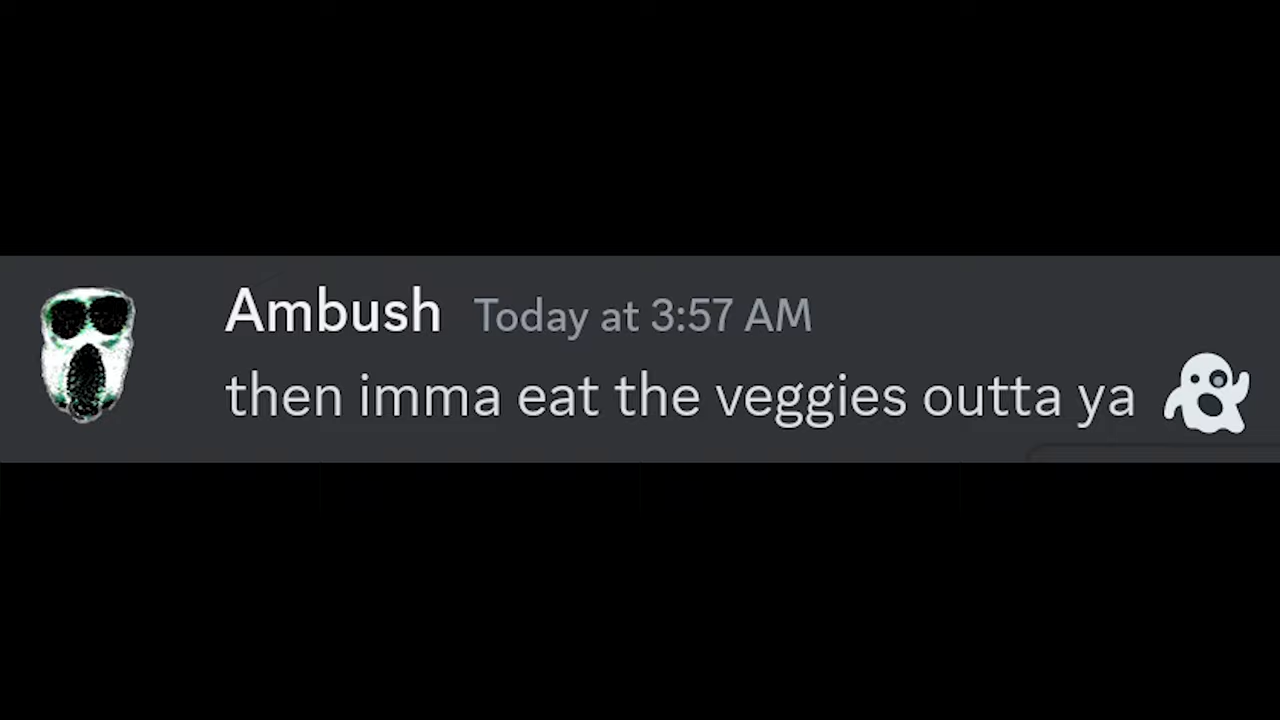 Ambush Today at 3:57 AM
then imma eat the veggies outta ya 👻